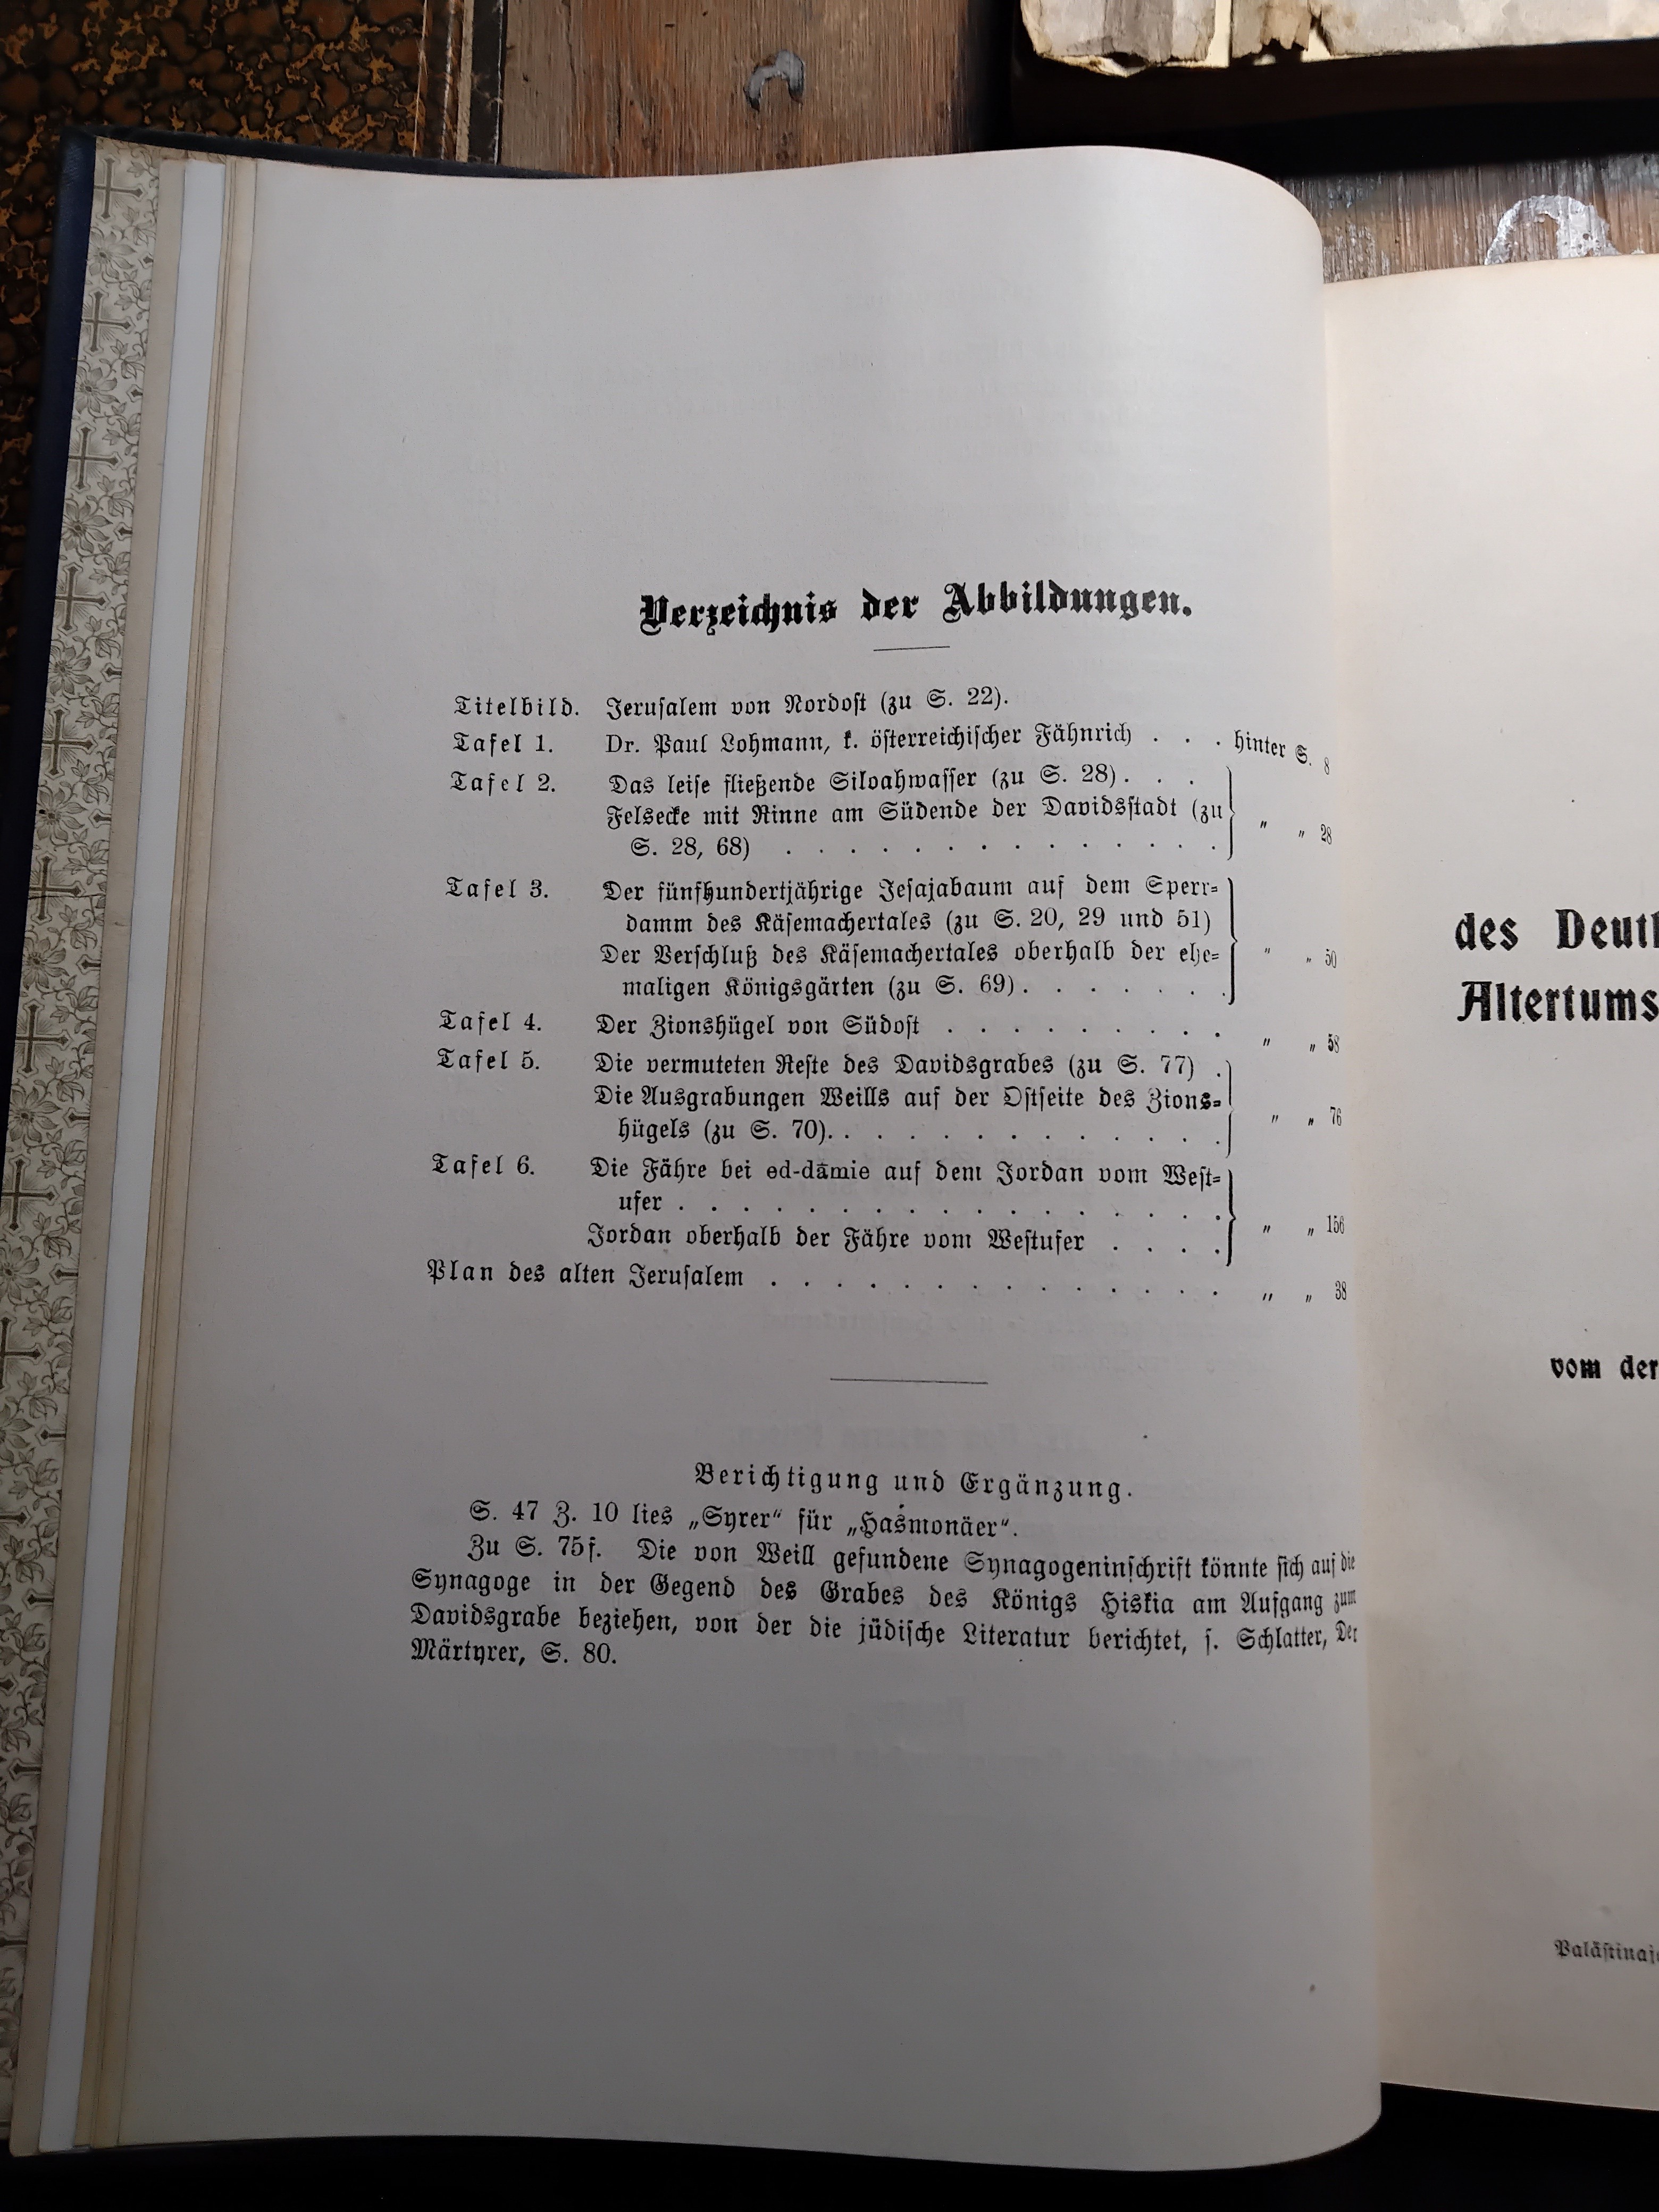 Verzeichnis der Abbildungen.
Titelbild. Jerusalem von Nordost (zu S. 22).
Tafel 1. Dr. Paul Lohmann, k. österreichischer Fähnrich . . . hinter S. 8
Tafel 2. Das leise fließende Siloahwasser (zu S. 28). . .
Felsecke mit Rinne am Südende der Davidsstadt (zu
S. 28, 68) . . . . . . . . . . . . . . " " 28
Tafel 3. Der fünfhundertjährige Jesajabaum auf dem Sperr-
damm des Käsemachertales (zu S. 20, 29 und 51)
Der Verschluß des Käsemachertales oberhalb der ehe- " " 50
maligen Königsgärten (zu S. 69) . . . . . . .
Tafel 4. Der Zionshügel von Südost . . . . . . . . . " " 58
Tafel 5. Die vermuteten Reste des Davidsgrabes (zu S. 77) .
Die Ausgrabungen Weills auf der Ostseite des Zions- " " 76
hügels (zu S. 70). . . . . . . . . . . . .
Tafel 6. Die Fähre bei ed-dāmie auf dem Jordan vom West-
ufer . . . . . . . . . . . . . . . . .
Jordan oberhalb der Fähre vom Westufer . . . . " " 156
Plan des alten Jerusalem . . . . . . . . . . . . . . " " 38
Berichtigung und Ergänzung.
S. 47 Z. 10 lies „Syrer“ für „Hasmonäer“.
Zu S. 75f. Die von Weill gefundene Synagogeninschrift könnte sich auf die
Synagoge in der Gegend des Grabes des Königs Hiskia am Aufgang zum
Davidsgrabe beziehen, von der die jüdische Literatur berichtet, s. Schlatter, Der
Märtyrer, S. 80.
des
Altertums
vom der